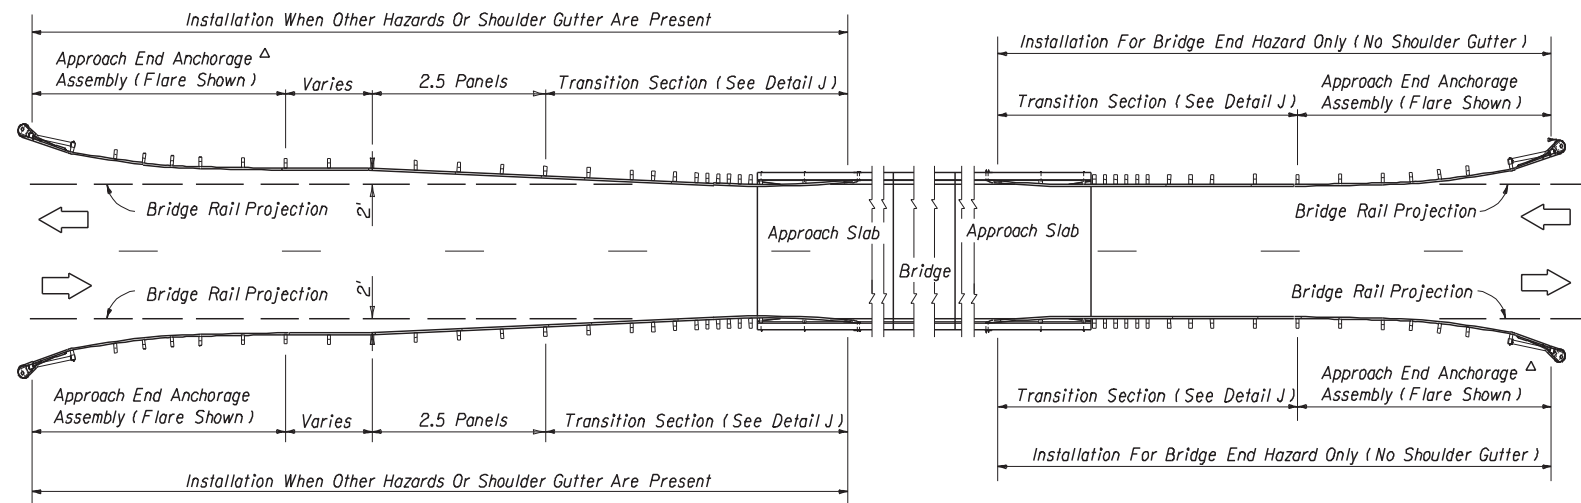 Installation When Other Hazards Or Shoulder Gutter Are Present
Installation For Bridge End Hazard Only (No Shoulder Gutter)
Approach End Anchorage Δ
Assembly (Flare Shown)
Varies
2.5 Panels
Transition Section (See Detail J)
Transition Section (See Detail J)
Approach End Anchorage
Assembly (Flare Shown)
Bridge Rail Projection
2'
Bridge Rail Projection
Approach Slab
Approach Slab
Bridge
Bridge Rail Projection
2'
Bridge Rail Projection
Approach End Anchorage
Assembly (Flare Shown)
Varies
2.5 Panels
Transition Section (See Detail J)
Transition Section (See Detail J)
Approach End Anchorage Δ
Assembly (Flare Shown)
Installation For Bridge End Hazard Only (No Shoulder Gutter)
Installation When Other Hazards Or Shoulder Gutter Are Present